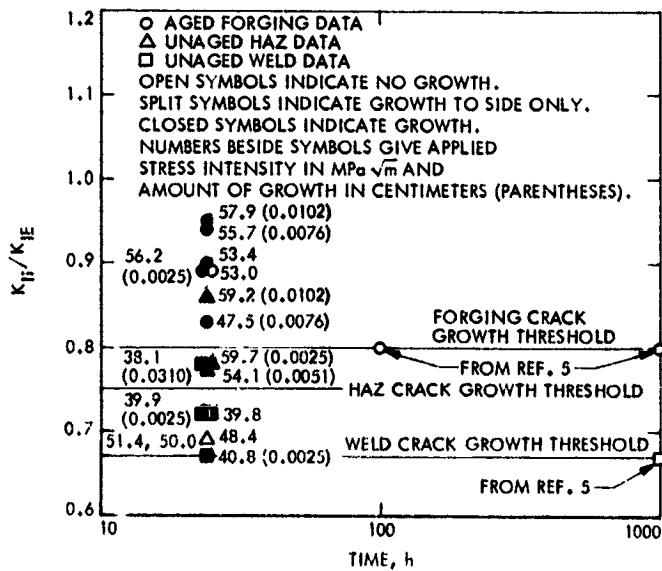 1.2
○ AGED FORGING DATA
△ UNAGED HAZ DATA
□ UNAGED WELD DATA
OPEN SYMBOLS INDICATE NO GROWTH.
1.1
SPLIT SYMBOLS INDICATE GROWTH TO SIDE ONLY.
CLOSED SYMBOLS INDICATE GROWTH.
NUMBERS BESIDE SYMBOLS GIVE APPLIED
STRESS INTENSITY IN MPa √m AND
1.0
AMOUNT OF GROWTH IN CENTIMETERS (PARENTHESES).
57.9 (0.0102)
55.7 (0.0076)
56.2
(0.0025)
53.4
0.9
53.0
59.2 (0.0102)
47.5 (0.0076)
FORGING CRACK
GROWTH THRESHOLD
0.8
38.1
(0.0310)
59.7 (0.0025)
54.1 (0.0051)
FROM REF. 5
HAZ CRACK GROWTH THRESHOLD
39.9
(0.0025)
39.8
0.7
51.4, 50.0
48.4
40.8 (0.0025)
WELD CRACK GROWTH THRESHOLD
FROM REF. 5
0.6
10
100
1000
TIME, h
K_Ii/K_IE